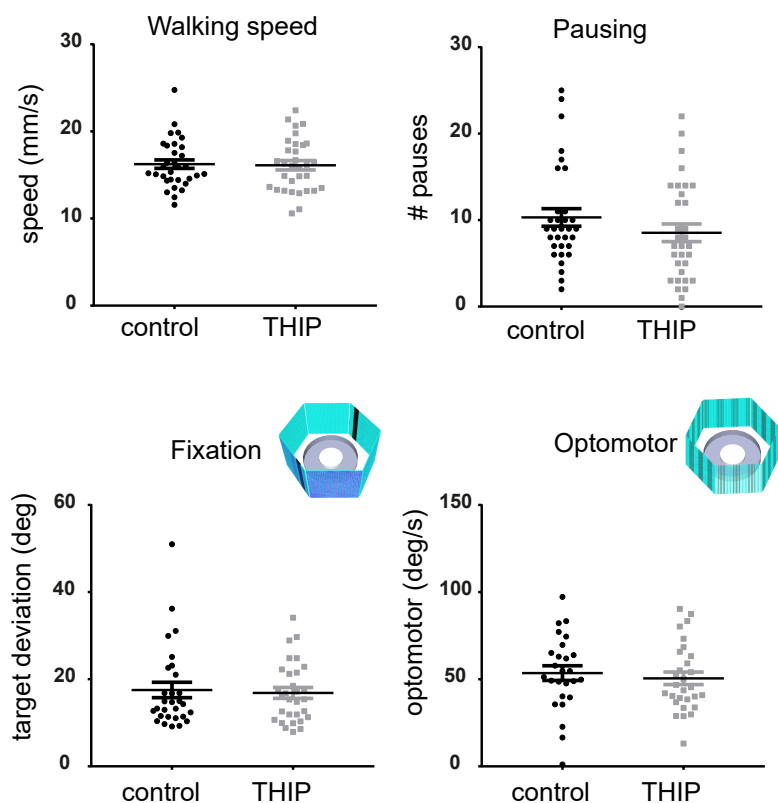 Walking speed
speed (mm/s)
30
20
10
0
control THIP
Pausing
# pauses
30
20
10
0
control THIP
Fixation
target deviation (deg)
60
40
20
0
control THIP
Optomotor
optomotor (deg/s)
150
100
50
0
control THIP